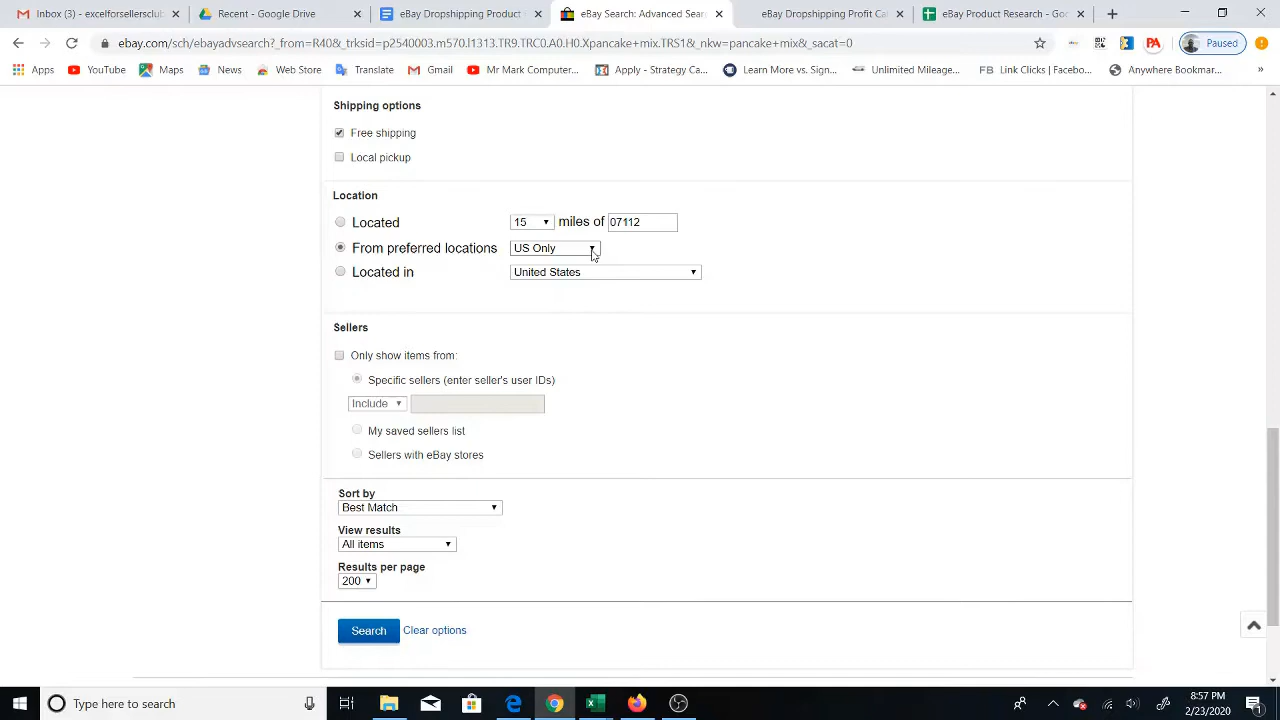 Inbox (3) - excelforsellersclub
Recent - Google Drive
eBay Dropshipping Product
eBay Search: Advanced Sear
eBay Dropshipping Profit Cal
eBay Product Research - Goo
ebay.com/sch/ebayadvsearch?_from=R40&_trksid=p2540003.m570.l1313.TR9.TRC0.A0.H0.Xpancake+mix.TRS1&_nkw=pancake+mix&_sacat=0
PA
Paused
Apps
YouTube
Maps
News
Web Store
Translate
Gmail
Mr Mark Computer...
Apply - Strategy Ca...
Learn More vs. Sign...
Unlimited Mileage...
FB Link Clicks | Facebo...
Anywhere Bookmar...
Shipping options
Free shipping
Local pickup
Location
Located 15 miles of 07112
From preferred locations US Only
Located in United States
Sellers
Only show items from:
Specific sellers (enter seller's user IDs)
Include
My saved sellers list
Sellers with eBay stores
Sort by
Best Match
View results
All items
Results per page
200
Search Clear options
Type here to search
8:57 PM
2/23/2020